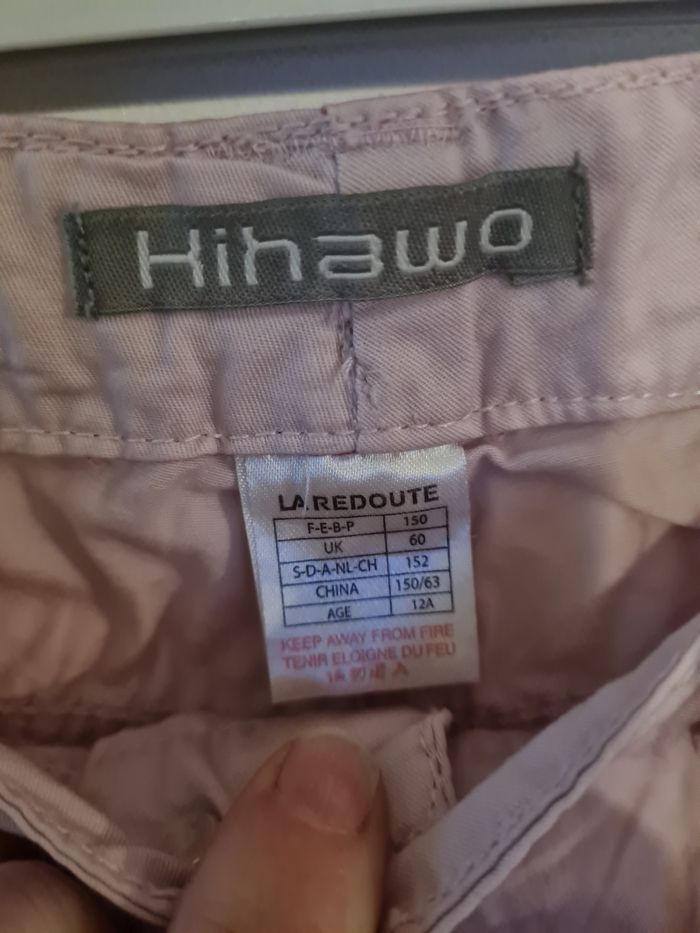 Hihawo
LA REDOUTE
F-E-B-P 150
UK 60
S-D-A-NL-CH 152
CHINA 150/63
AGE 12A
KEEP AWAY FROM FIRE
TENIR ELOIGNE DU FEU